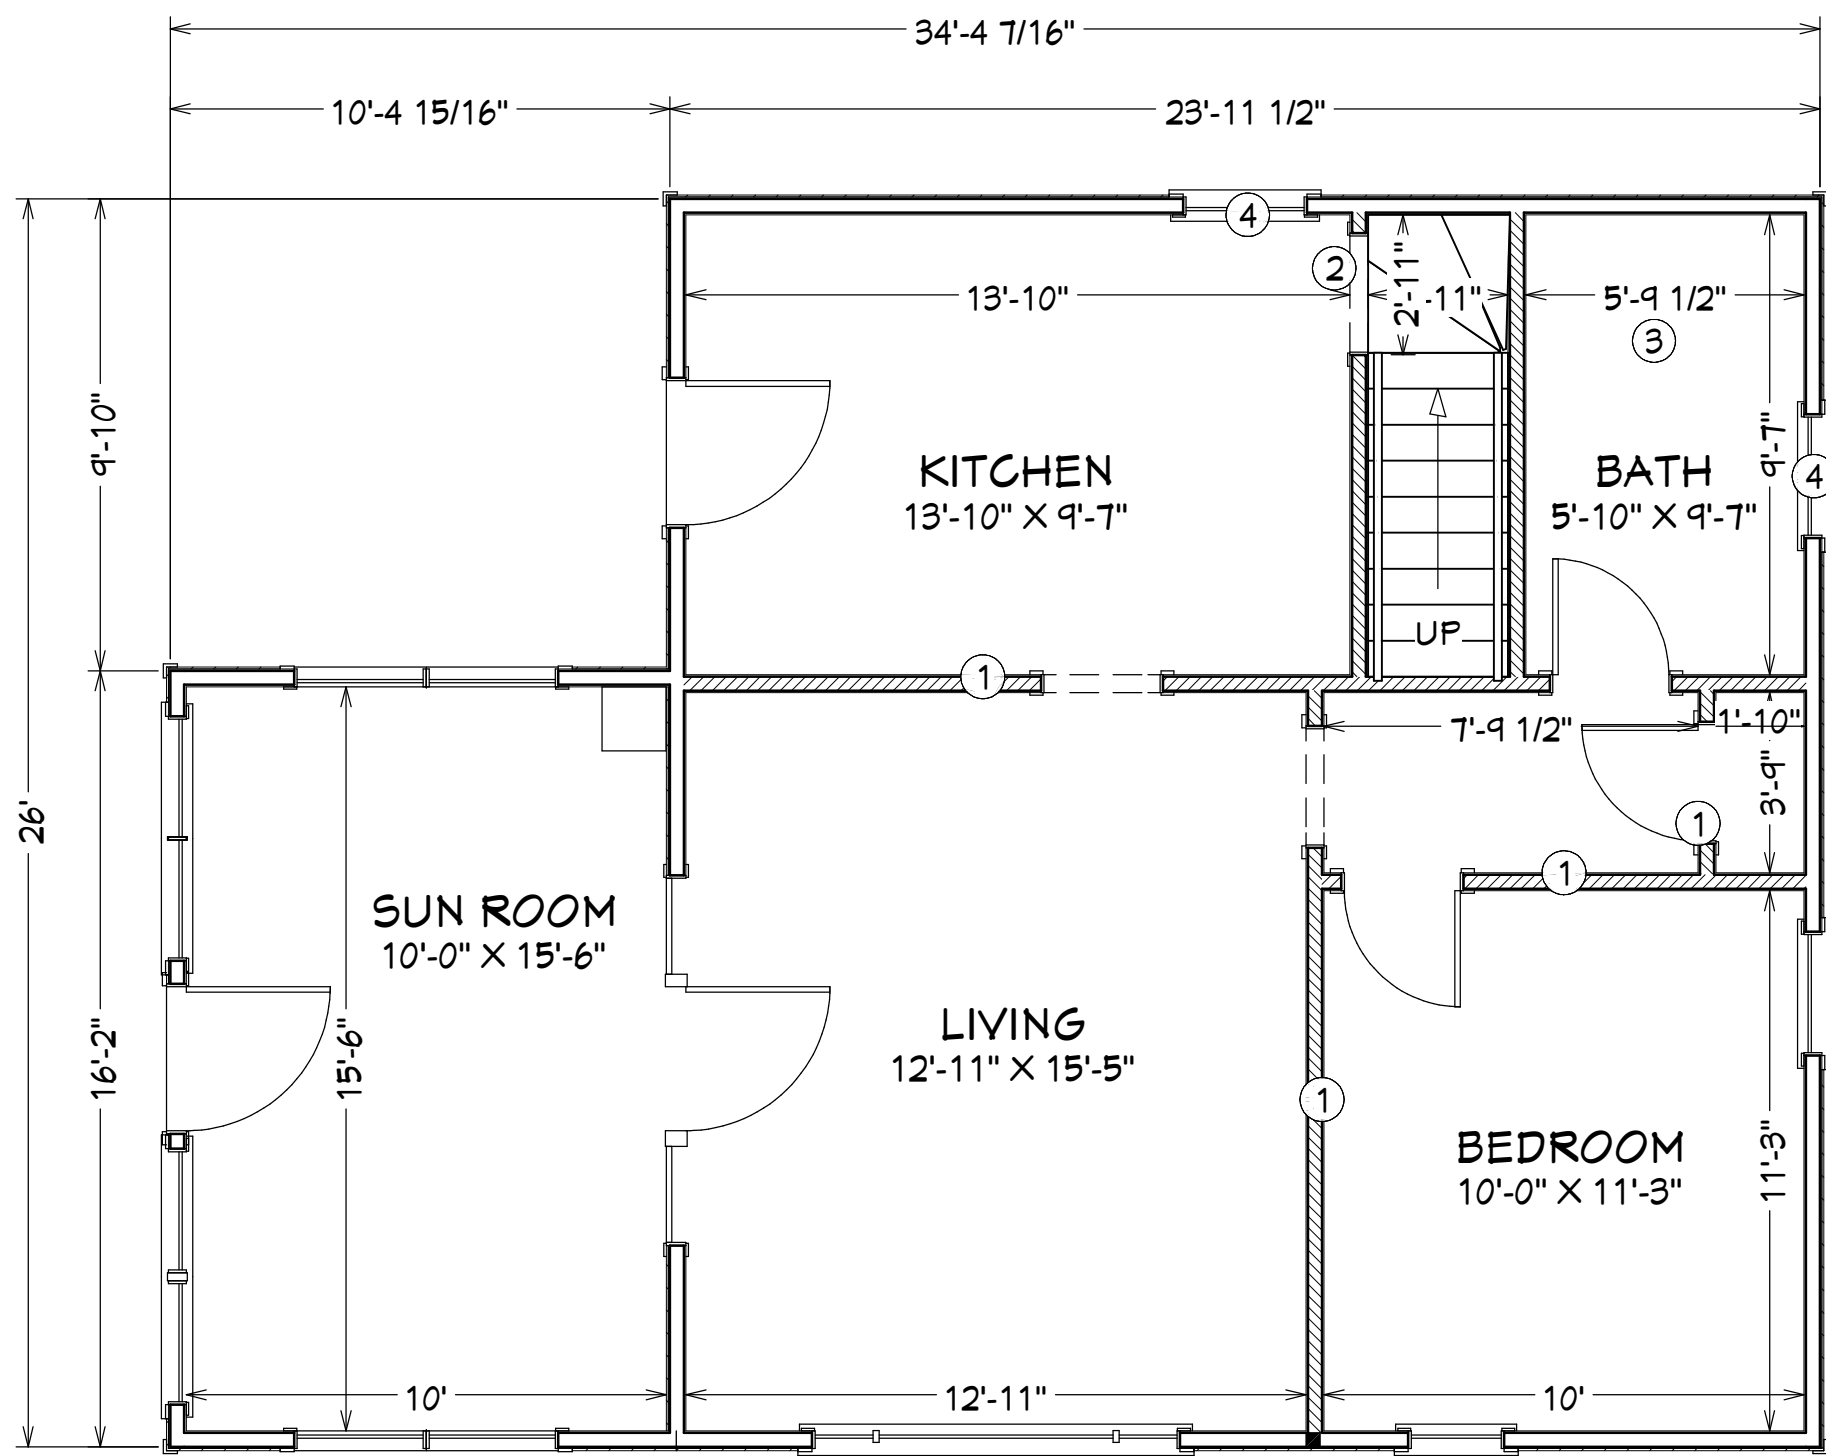 34'-4 7/16"
10'-4 15/16"
23'-11 1/2"
4
2
2'-11"
-11"
13'-10"
5'-9 1/2"
3
9'-10"
9'-7"
KITCHEN
13'-10" X 9'-7"
BATH
5'-10" X 9'-7"
4
UP
1
7'-9 1/2"
1'-10"
3'-9"
26'
1
1
SUN ROOM
10'-0" X 15'-6"
LIVING
12'-11" X 15'-5"
16'-2"
15'-6"
1
BEDROOM
10'-0" X 11'-3"
11'-3"
10'
12'-11"
10'